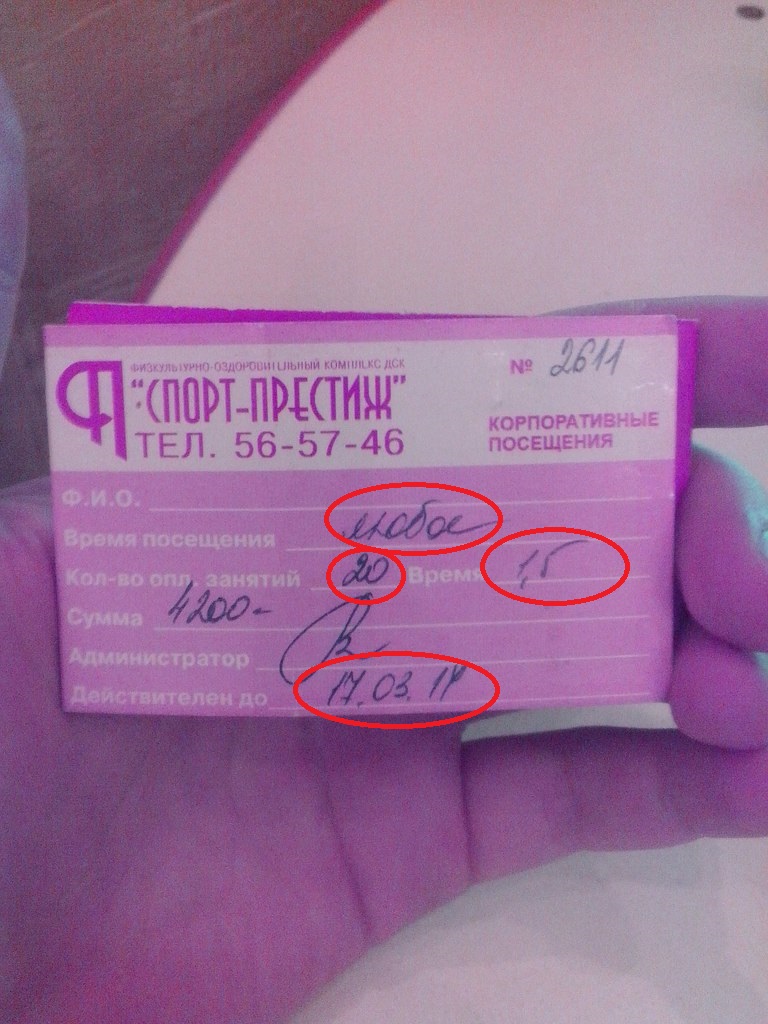 ФИЗКУЛЬТУРНО-ОЗДОРОВИТЕЛЬНЫЙ КОМПЛЕКС ДСК
"СПОРТ-ПРЕСТИЖ"
ТЕЛ. 56-57-46
№ 2611
КОРПОРАТИВНЫЕ
ПОСЕЩЕНИЯ
Ф.И.О.
Время посещения любое
Кол-во опл. занятий 20 Время 1,5
Сумма 4200-
Администратор
Действителен до 17.03.14